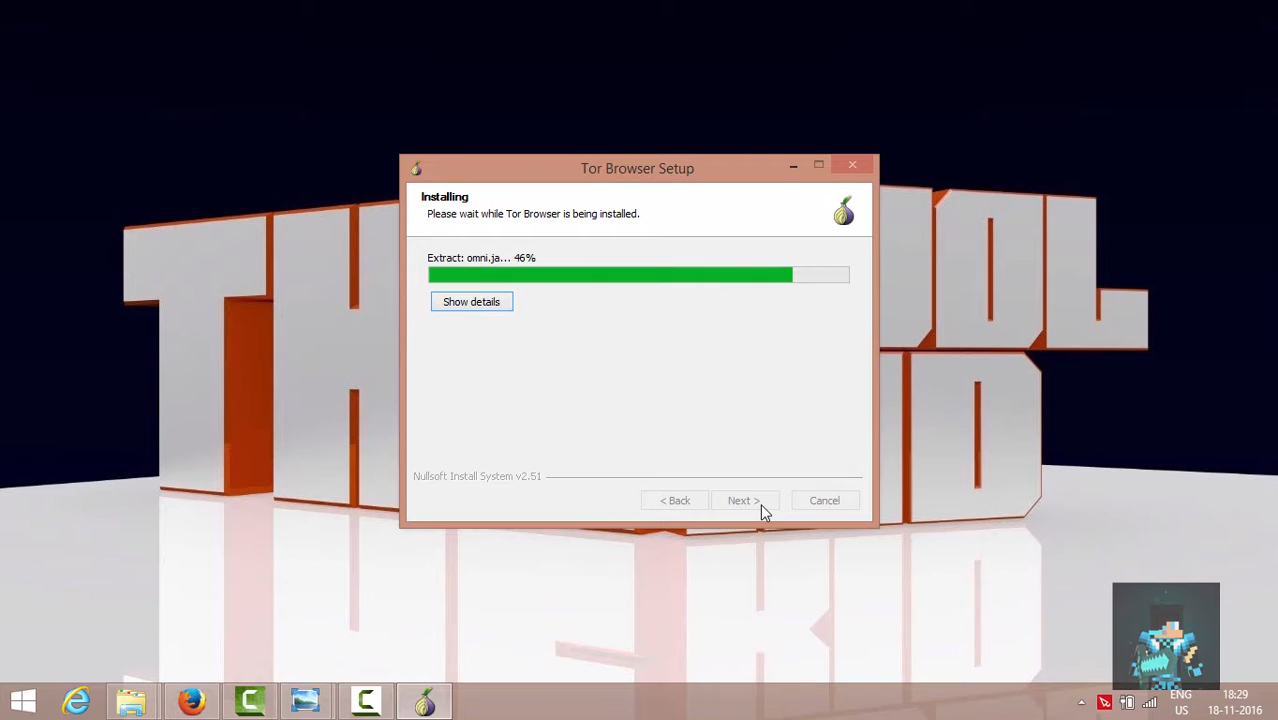 Tor Browser Setup
Installing
Please wait while Tor Browser is being installed.
Extract: omni.ja... 46%
Show details
Nullsoft Install System v2.51
< Back
Next >
Cancel
ENG
US
18:29
18-11-2016